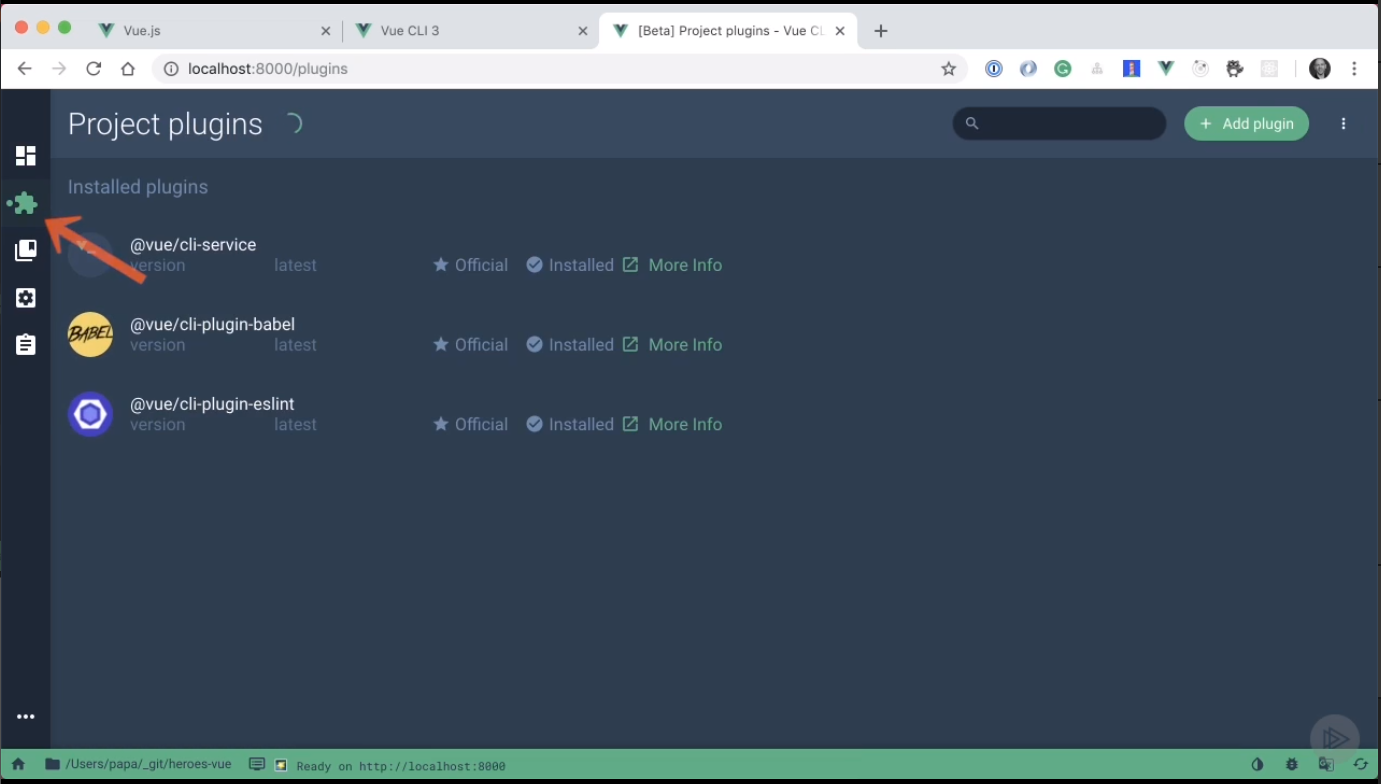 Vue.js
Vue CLI 3
[Beta] Project plugins - Vue CL
localhost:8000/plugins
Project plugins
Add plugin
Installed plugins
@vue/cli-service
version latest Official Installed More Info
BABEL
@vue/cli-plugin-babel
version latest Official Installed More Info
@vue/cli-plugin-eslint
version latest Official Installed More Info
/Users/papa/_git/heroes-vue Ready on http://localhost:8000